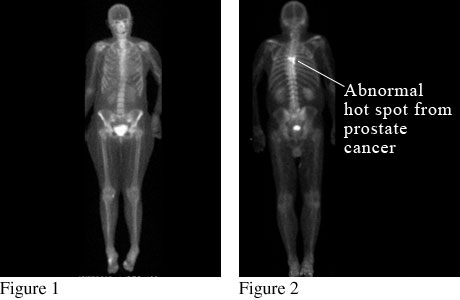 Abnormal
hot spot from
prostate
cancer
Figure 1
Figure 2